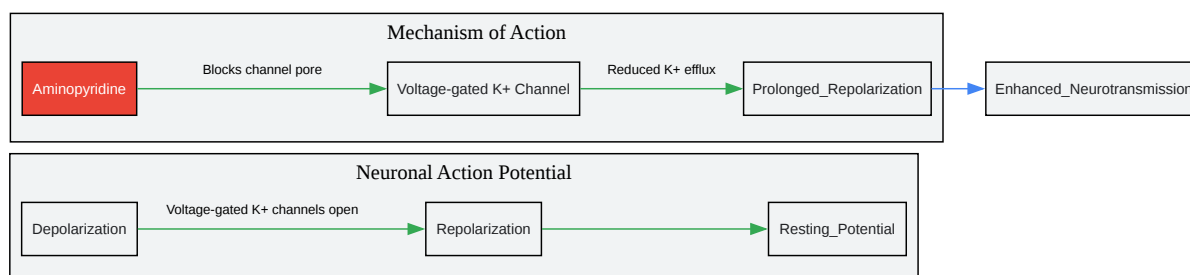 Mechanism of Action
Aminopyridine
Blocks channel pore
Voltage-gated K+ Channel
Reduced K+ efflux
Prolonged_Repolarization
Enhanced_Neurotransmission
Neuronal Action Potential
Depolarization
Voltage-gated K+ channels open
Repolarization
Resting_Potential